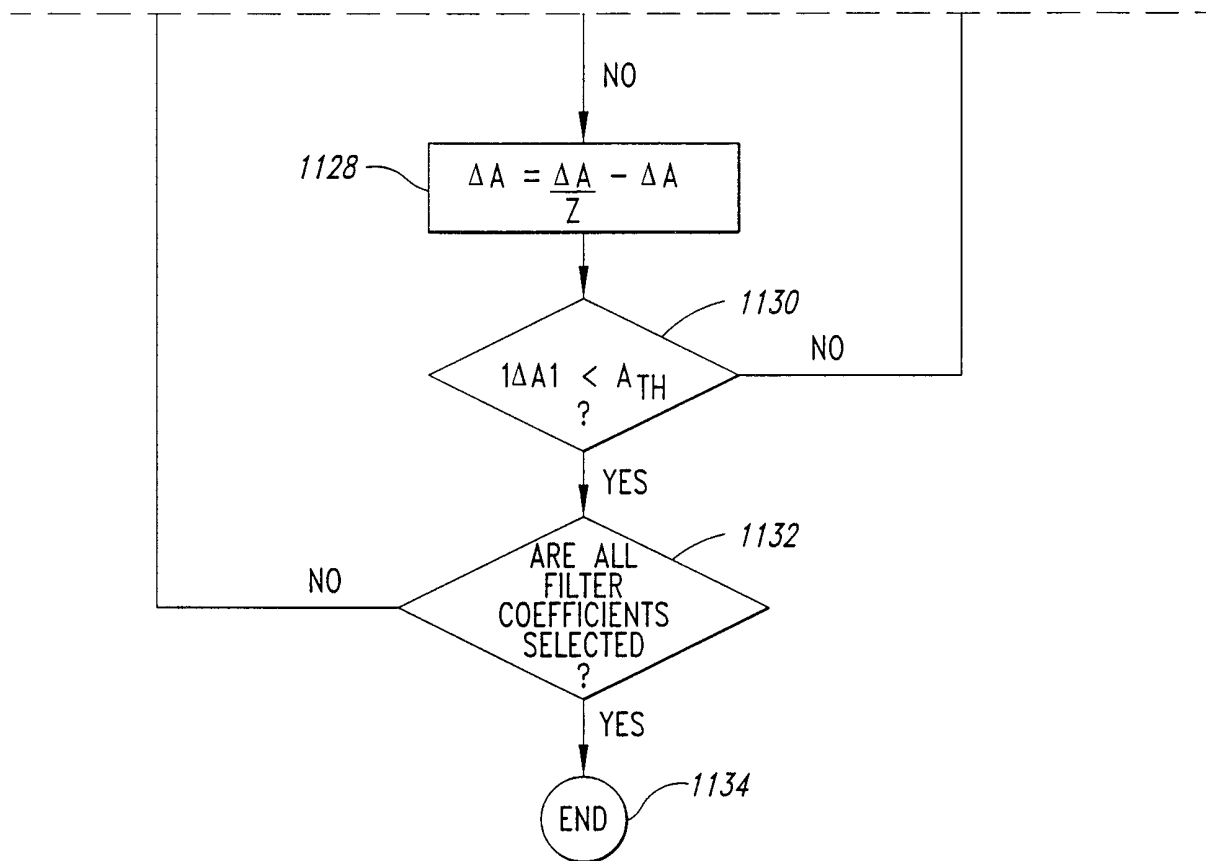 NO
1128
ΔA = ΔA/Z - ΔA
1130
1ΔA1 < A_TH
?
NO
YES
1132
ARE ALL
FILTER
COEFFICIENTS
SELECTED
?
NO
YES
1134
END